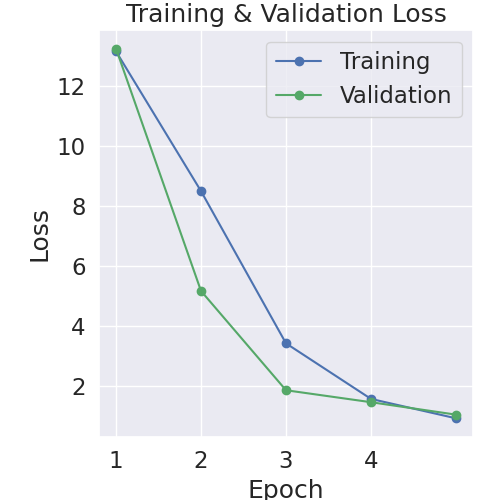 Training & Validation Loss
Training
Validation
Loss
12
10
8
6
4
2
1 2 3 4
Epoch